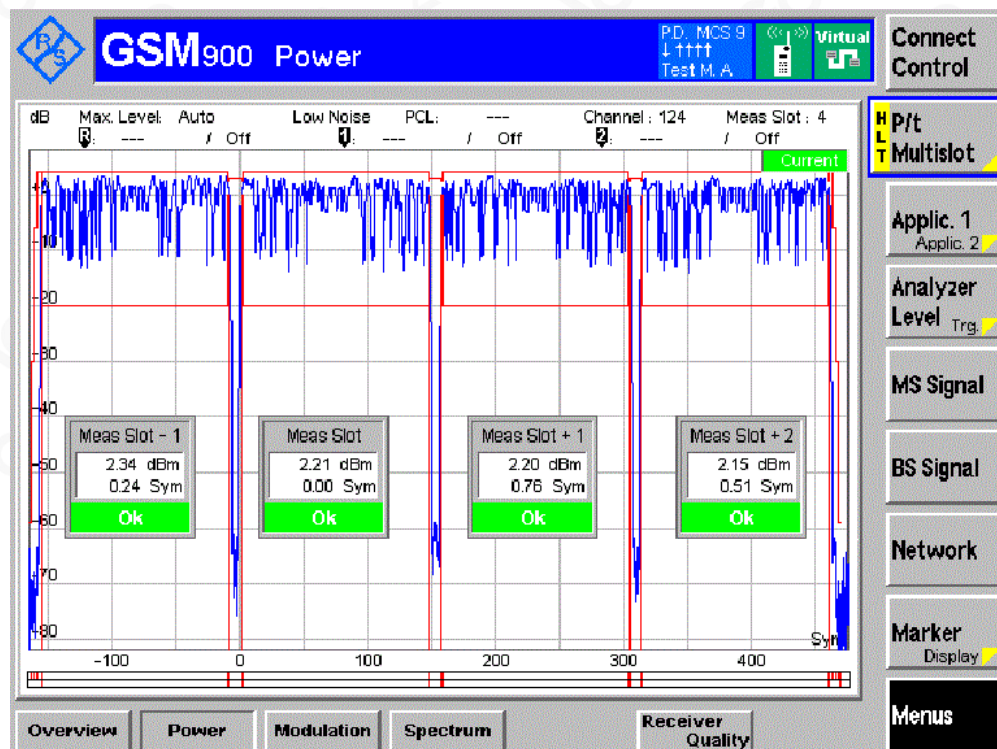 R/S
GSM900 Power
P.D. MCS 9
↓ ↑↑↑↑
Test M. A
Virtual
Connect Control
dB Max. Level: Auto Low Noise PCL: --- Channel : 124 Meas Slot : 4
R: --- / Off 1: --- / Off 2: --- / Off
Current
HLT
P/t Multislot
Applic. 1
Applic. 2
Analyzer Level Trg.
MS Signal
BS Signal
Network
Marker
Display
Menus
-10
-20
-30
-40
-50
-60
-70
-80
Meas Slot - 1
2.34 dBm
0.24 Sym
Ok
Meas Slot
2.21 dBm
0.00 Sym
Ok
Meas Slot + 1
2.20 dBm
0.76 Sym
Ok
Meas Slot + 2
2.15 dBm
0.51 Sym
Ok
Sym
-100 0 100 200 300 400
Overview Power Modulation Spectrum Receiver Quality